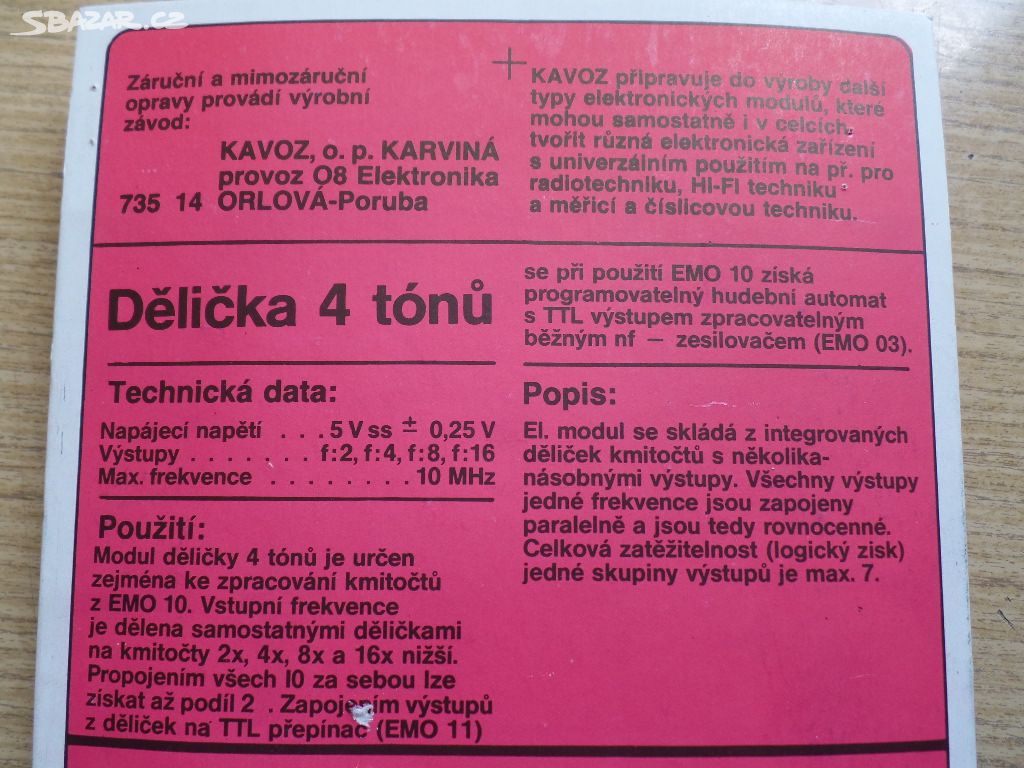 SBAZAR.CZ
Záruční a mimozáruční
opravy provádí výrobní
závod:
KAVOZ, o. p. KARVINÁ
provoz 08 Elektronika
735 14 ORLOVÁ-Poruba
KAVOZ připravuje do výroby další
typy elektronických modulů, které
mohou samostatně i v celcích,
tvořit různá elektronická zařízení
s univerzálním použitím na př. pro
radiotechniku, HI-FI techniku
a měřicí a číslicovou techniku.
Dělička 4 tónů
Technická data:
Napájecí napětí . . . 5 V ss ± 0,25 V
Výstupy . . . . . . . f:2, f:4, f:8, f:16
Max. frekvence . . . . . . . . 10 MHz
Použití:
Modul děličky 4 tónů je určen
zejména ke zpracování kmitočtů
z EMO 10. Vstupní frekvence
je dělena samostatnými děličkami
na kmitočty 2x, 4x, 8x a 16x nižší.
Propojením všech IO za sebou lze
získat až podíl 2 . Zapojením výstupů
z děliček na TTL přepínač (EMO 11)
se při použití EMO 10 získá
programovatelný hudební automat
s TTL výstupem zpracovatelným
běžným nf — zesilovačem (EMO 03).
Popis:
El. modul se skládá z integrovaných
děliček kmitočtů s několika-
násobnými výstupy. Všechny výstupy
jedné frekvence jsou zapojeny
paralelně a jsou tedy rovnocenné.
Celková zatěžitelnost (logický zisk)
jedné skupiny výstupů je max. 7.